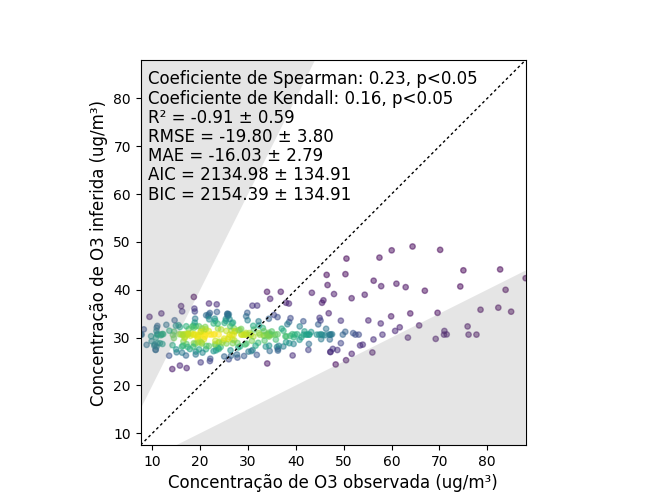 Coeficiente de Spearman: 0.23, p<0.05
Coeficiente de Kendall: 0.16, p<0.05
R² = -0.91 ± 0.59
RMSE = -19.80 ± 3.80
MAE = -16.03 ± 2.79
AIC = 2134.98 ± 134.91
BIC = 2154.39 ± 134.91
Concentração de O3 inferida (ug/m³)
80
70
60
50
40
30
20
10
10 20 30 40 50 60 70 80
Concentração de O3 observada (ug/m³)